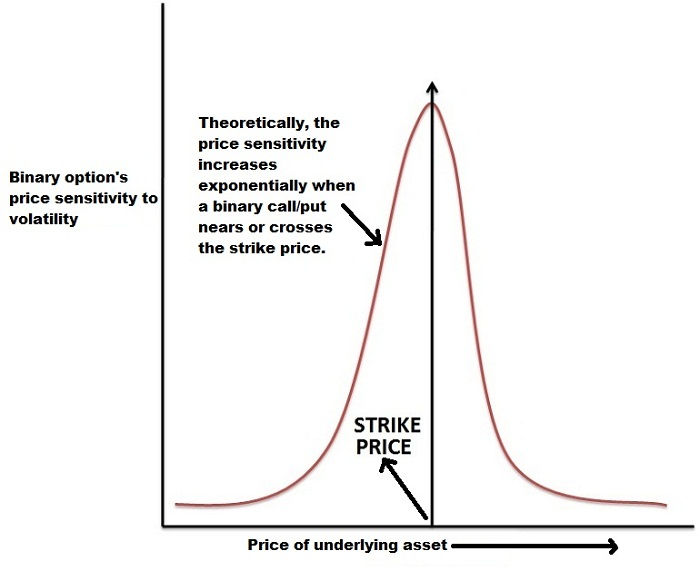 Theoretically, the
price sensitivity
increases
exponentially when
a binary call/put
nears or crosses
the strike price.
Binary option's
price sensitivity to
volatility
STRIKE
PRICE
Price of underlying asset